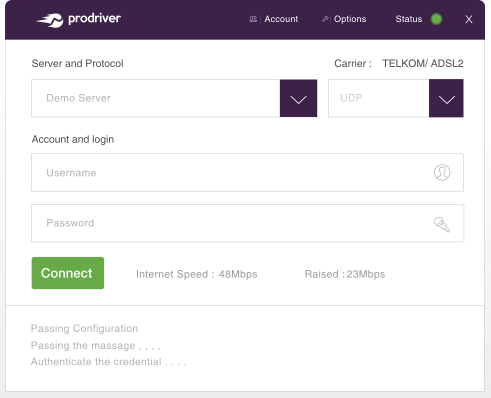 prodriver
Account
Options
Status
X
Server and Protocol
Carrier : TELKOM/ ADSL2
Demo Server
UDP
Account and login
Username
Password
Connect
Internet Speed : 48Mbps
Raised : 23Mbps
Passing Configuration
Passing the massage , , , ,
Authenticate the credential . . . .